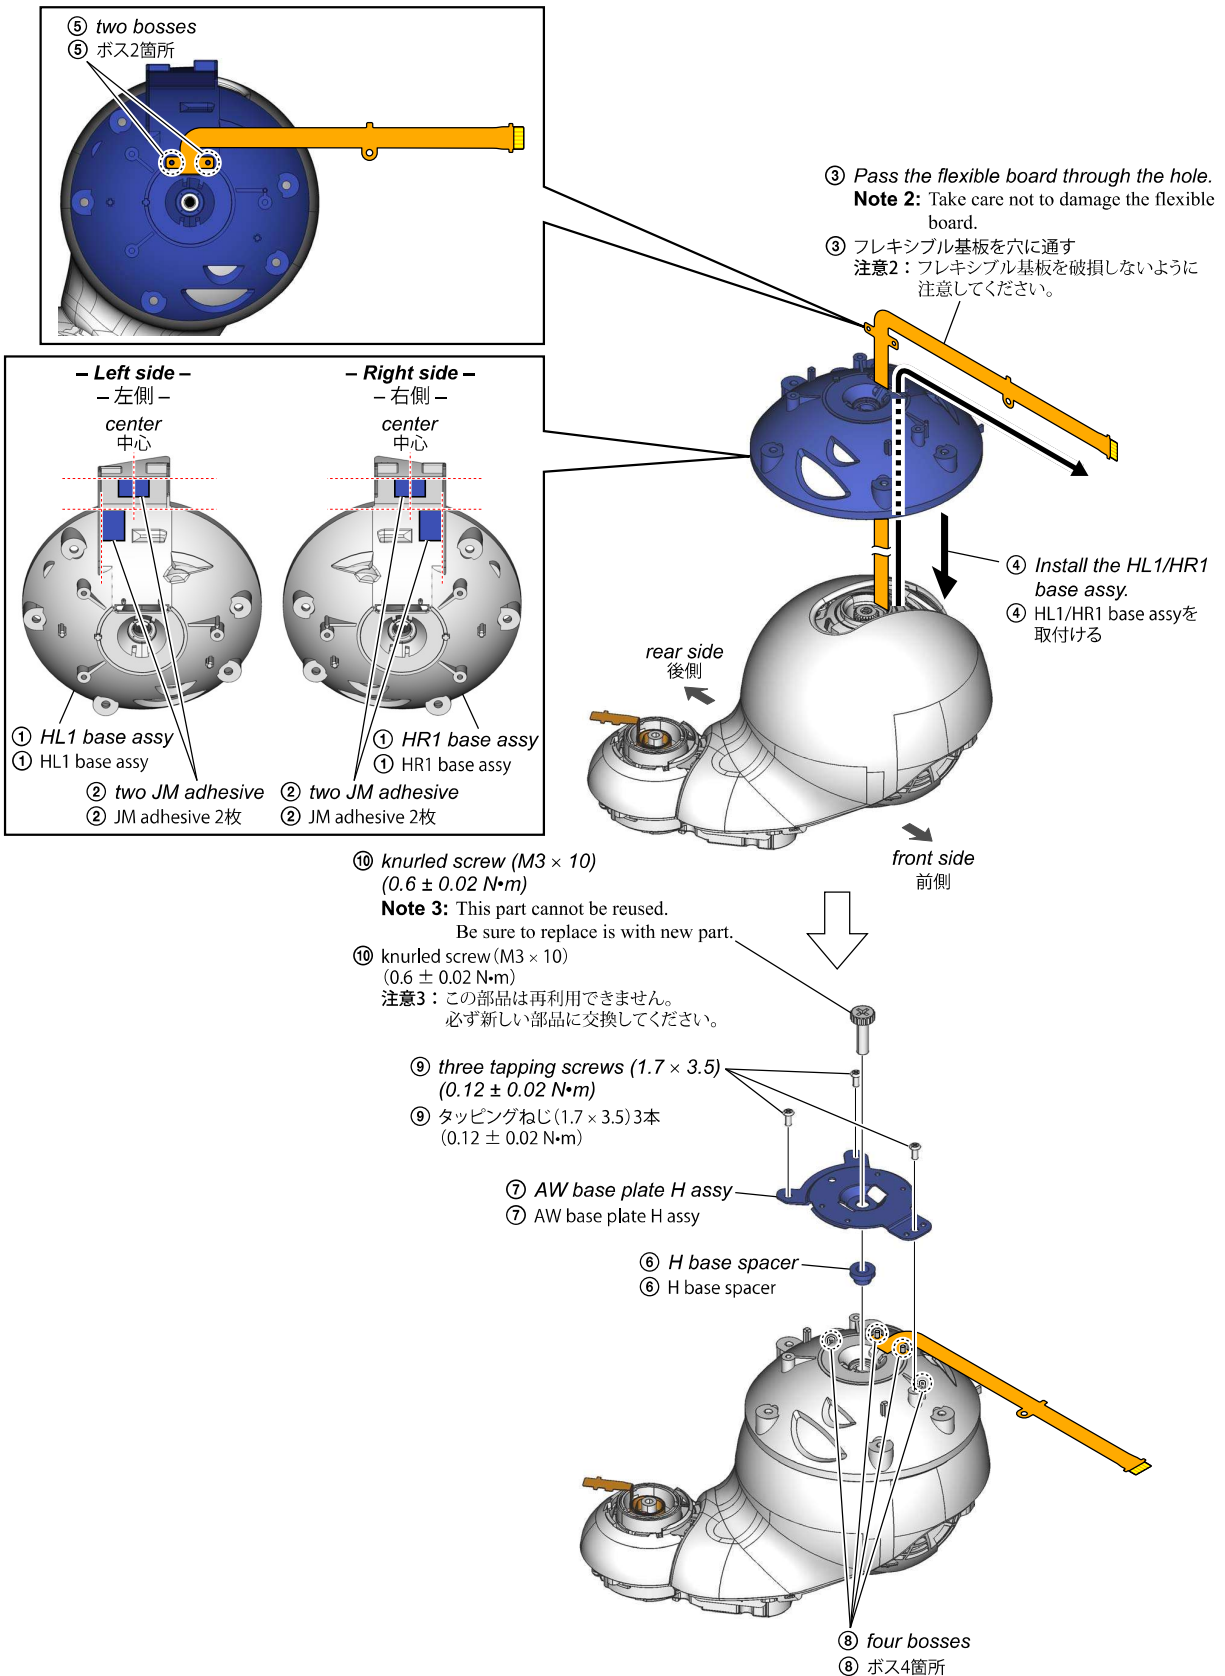 ⑤ two bosses
⑤ ボス2箇所
③ Pass the flexible board through the hole.
Note 2: Take care not to damage the flexible
board.
③ フレキシブル基板を穴に通す
注意2：フレキシブル基板を破損しないように
注意してください。
– Left side –
– 左側 –
center
中心
– Right side –
– 右側 –
center
中心
① HL1 base assy
① HL1 base assy
② two JM adhesive
② JM adhesive 2枚
① HR1 base assy
① HR1 base assy
② two JM adhesive
② JM adhesive 2枚
④ Install the HL1/HR1
base assy.
④ HL1/HR1 base assyを
取付ける
rear side
後側
front side
前側
⑩ knurled screw (M3 × 10)
(0.6 ± 0.02 N•m)
Note 3: This part cannot be reused.
Be sure to replace is with new part.
⑩ knurled screw（M3 × 10）
（0.6 ± 0.02 N•m）
注意3：この部品は再利用できません。
必ず新しい部品に交換してください。
⑨ three tapping screws (1.7 × 3.5)
(0.12 ± 0.02 N•m)
⑨ タッピングねじ（1.7 × 3.5）3本
（0.12 ± 0.02 N•m）
⑦ AW base plate H assy
⑦ AW base plate H assy
⑥ H base spacer
⑥ H base spacer
⑧ four bosses
⑧ ボス4箇所